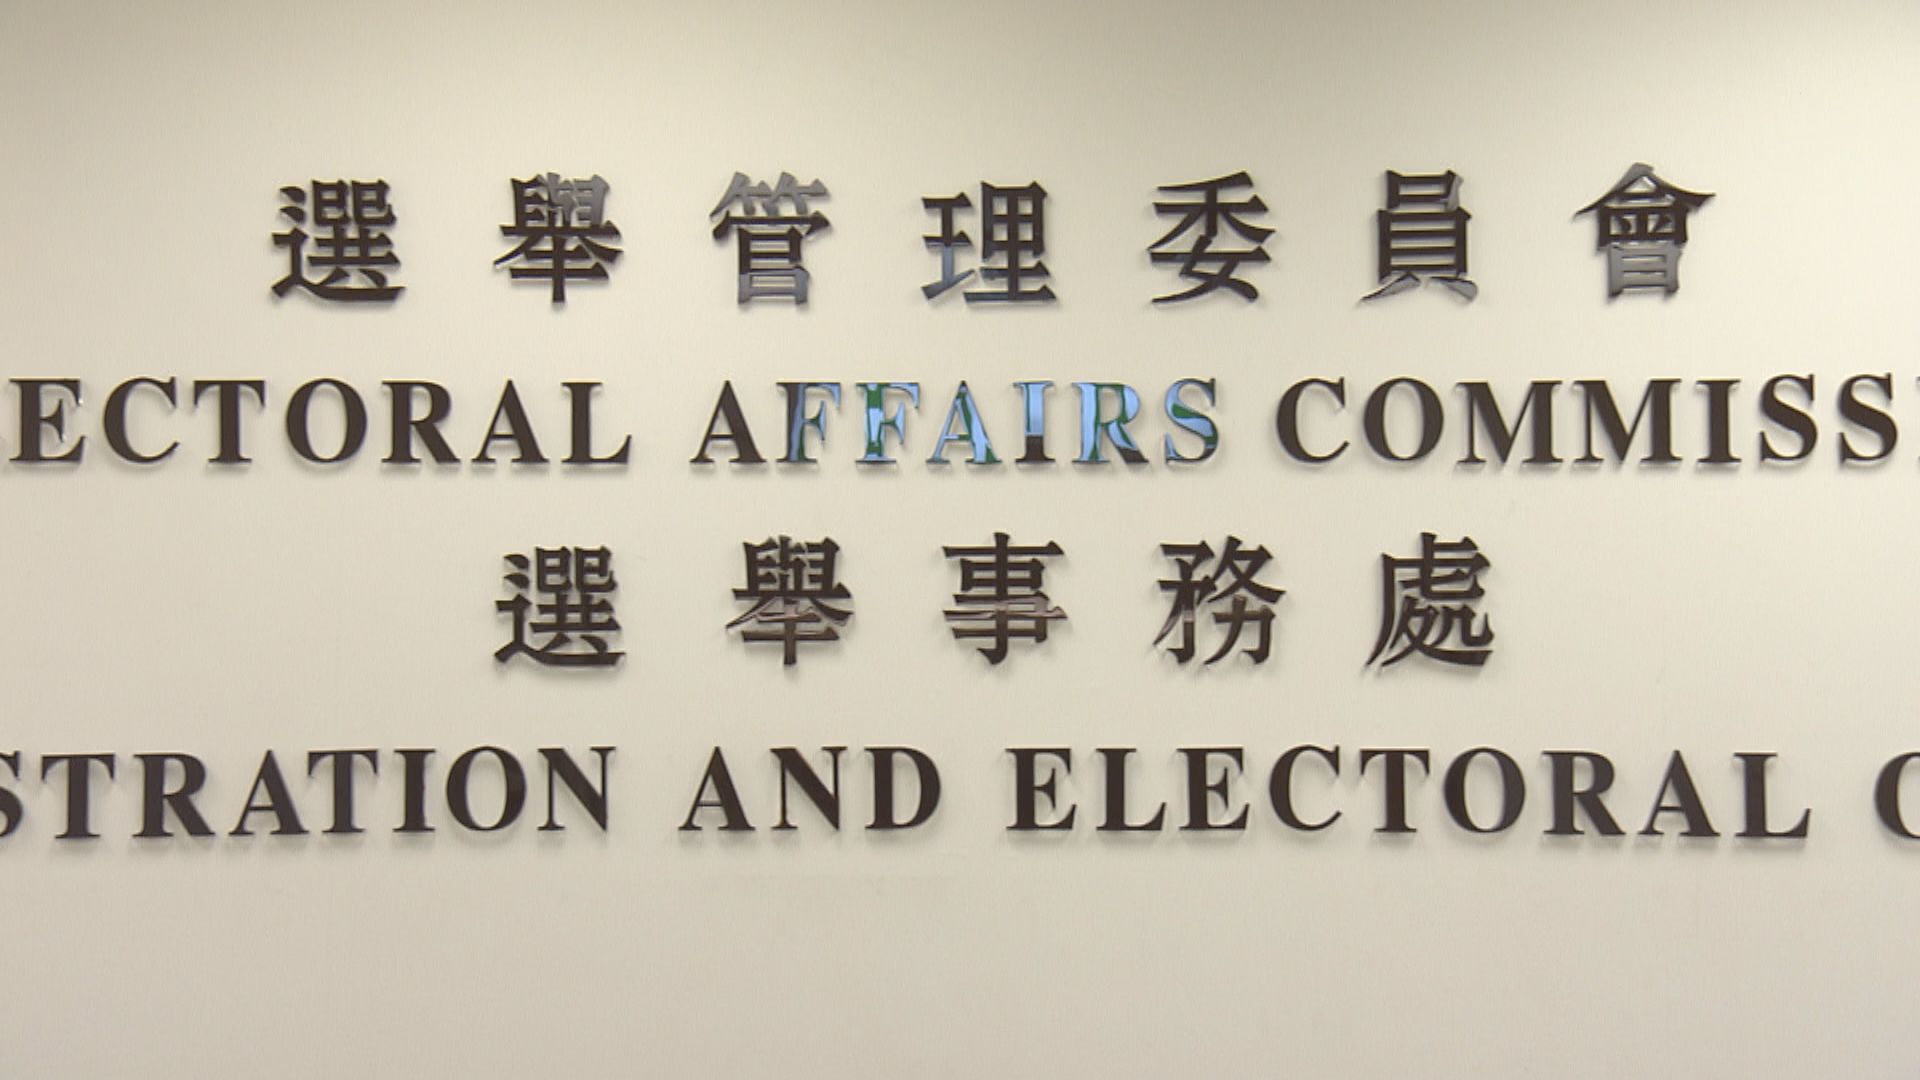 選舉管理委員會
ECTORAL AFFAIRS COMMISS
選舉事務處
STRATION AND ELECTORAL O